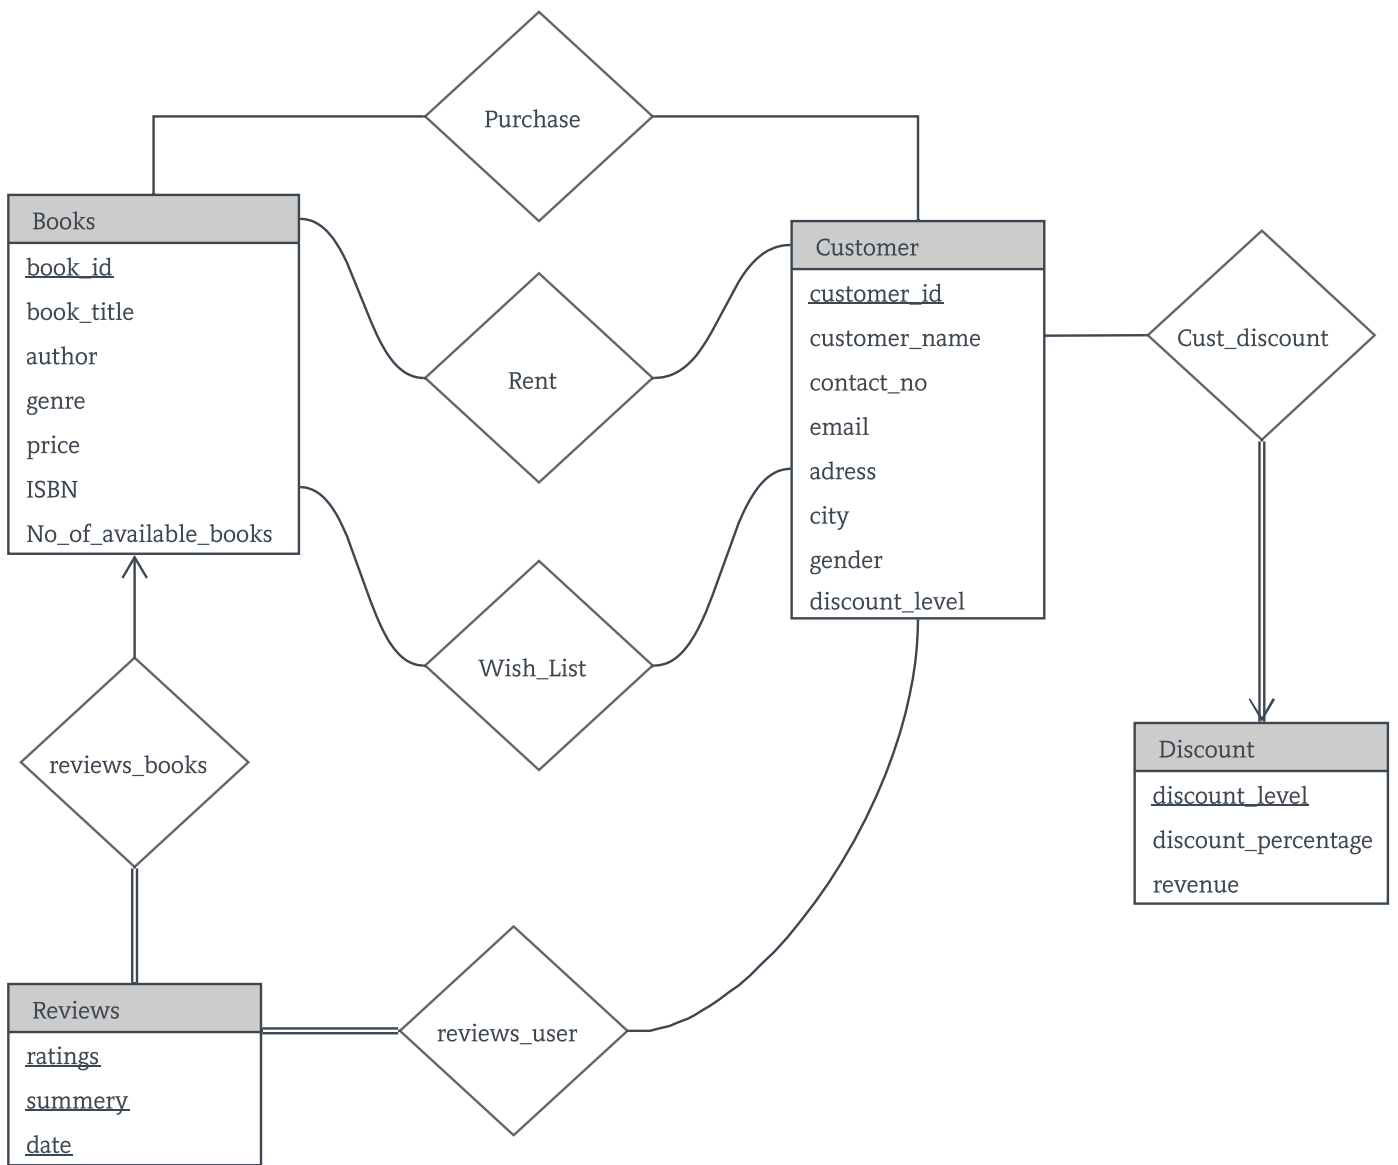 Purchase
Books
book_id
book_title
author
genre
price
ISBN
No_of_available_books
Rent
Customer
customer_id
customer_name
contact_no
email
adress
city
gender
discount_level
Cust_discount
Wish_List
reviews_books
Discount
discount_level
discount_percentage
revenue
Reviews
ratings
summery
date
reviews_user